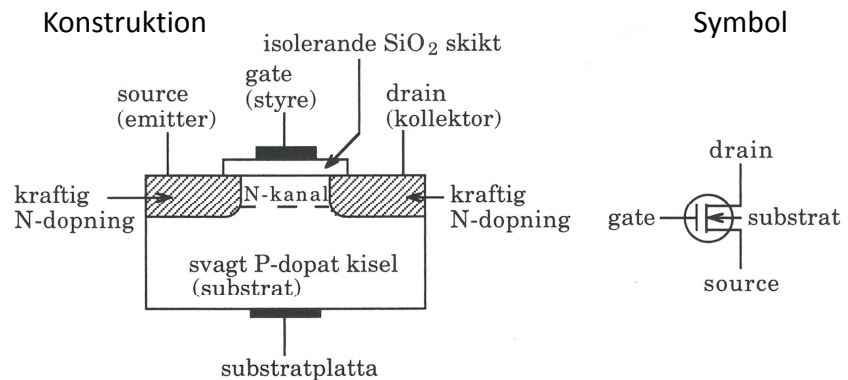 Konstruktion
Symbol
isolerande SiO₂ skikt
gate
(styre)
source
(emitter)
drain
(kollektor)
kraftig
N-dopning
N-kanal
kraftig
N-dopning
svagt P-dopat kisel
(substrat)
substratplatta
drain
gate
substrat
source